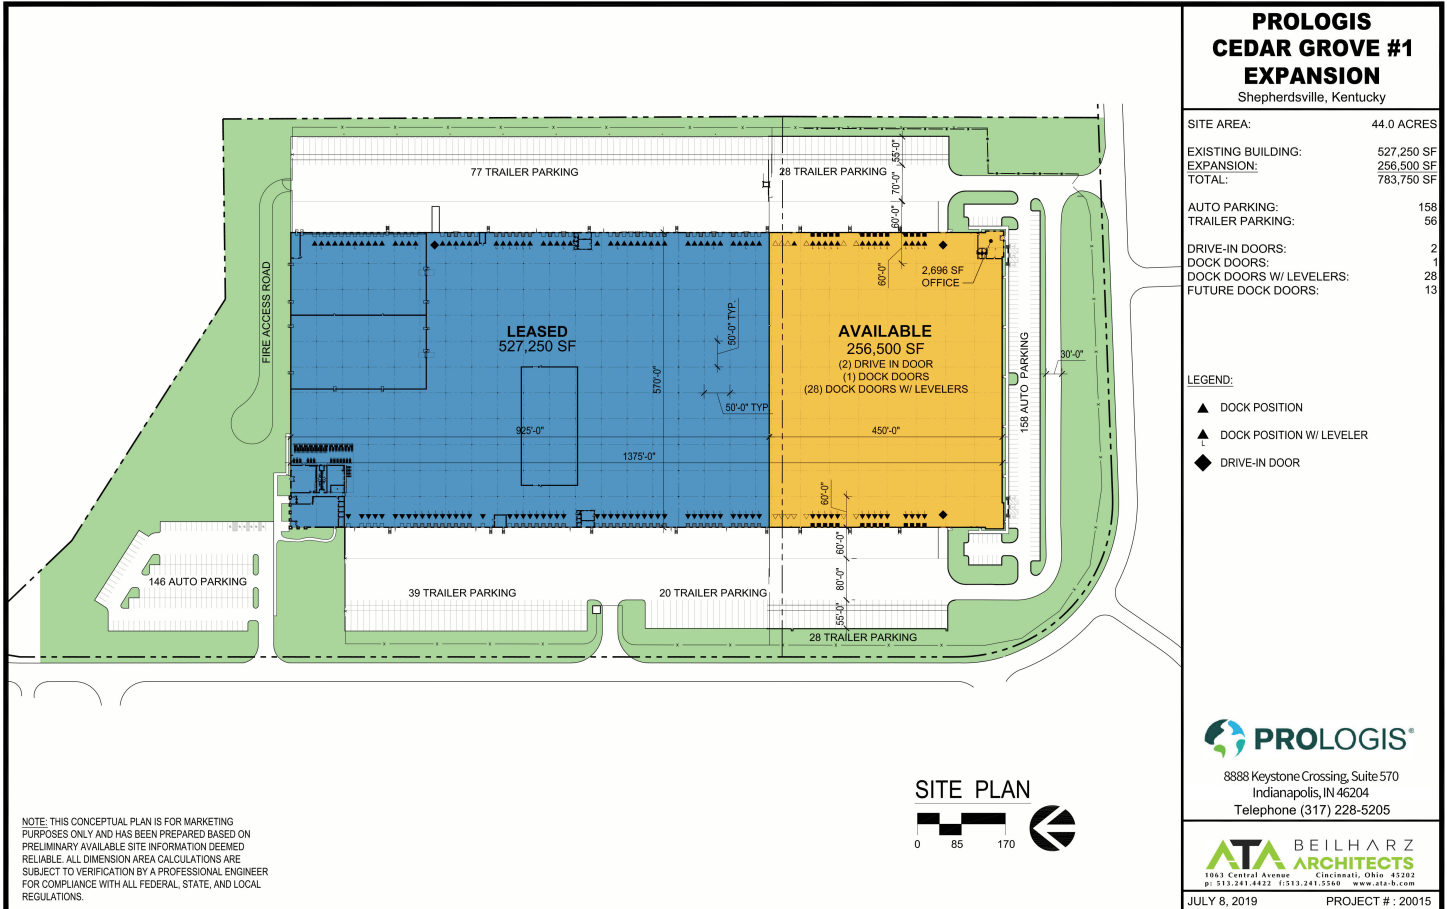 PROLOGIS
CEDAR GROVE #1
EXPANSION
Shepherdsville, Kentucky
SITE AREA: 44.0 ACRES
EXISTING BUILDING: 527,250 SF
EXPANSION: 256,500 SF
TOTAL: 783,750 SF
AUTO PARKING: 158
TRAILER PARKING: 56
DRIVE-IN DOORS: 2
DOCK DOORS: 1
DOCK DOORS W/ LEVELERS: 28
FUTURE DOCK DOORS: 13
LEGEND:
DOCK POSITION
DOCK POSITION W/ LEVELER
L
DRIVE-IN DOOR
77 TRAILER PARKING
28 TRAILER PARKING
55'-0"
70'-0"
60'-0"
60'-0"
2,696 SF
OFFICE
FIRE ACCESS ROAD
LEASED
527,250 SF
50'-0" TYP.
570'-0"
50'-0" TYP.
AVAILABLE
256,500 SF
(2) DRIVE IN DOOR
(1) DOCK DOORS
(28) DOCK DOORS W/ LEVELERS
158 AUTO PARKING
30'-0"
925'-0"
450'-0"
1375'-0"
60'-0"
60'-0"
80'-0"
55'-0"
146 AUTO PARKING
39 TRAILER PARKING
20 TRAILER PARKING
28 TRAILER PARKING
SITE PLAN
0 85 170
NOTE: THIS CONCEPTUAL PLAN IS FOR MARKETING
PURPOSES ONLY AND HAS BEEN PREPARED BASED ON
PRELIMINARY AVAILABLE SITE INFORMATION DEEMED
RELIABLE. ALL DIMENSION AREA CALCULATIONS ARE
SUBJECT TO VERIFICATION BY A PROFESSIONAL ENGINEER
FOR COMPLIANCE WITH ALL FEDERAL, STATE, AND LOCAL
REGULATIONS.
PROLOGIS®
8888 Keystone Crossing, Suite 570
Indianapolis, IN 46204
Telephone (317) 228-5205
ATA BEILHARZ
ARCHITECTS
1063 Central Avenue Cincinnati, Ohio 45202
p: 513.241.4422 f:513.241.5560 www.ata-b.com
JULY 8, 2019 PROJECT # : 20015